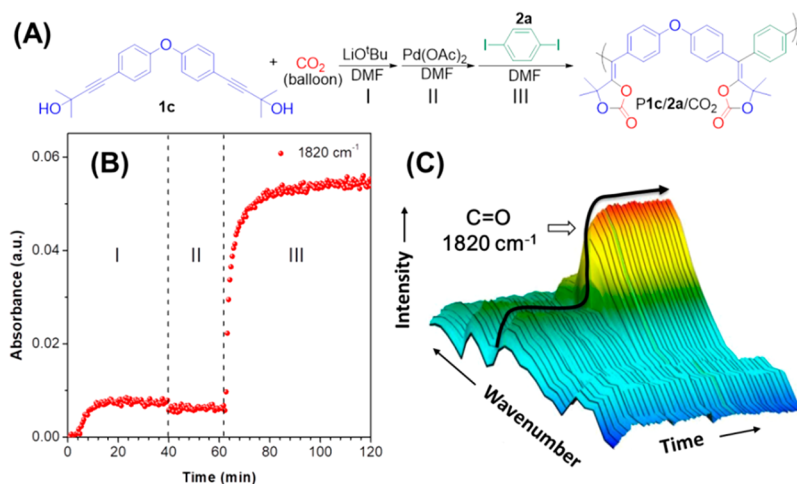 (A)
HO
O
1c
OH
+
CO2
(balloon)
LiOtBu
DMF
I
Pd(OAc)2
DMF
II
2a
I
I
DMF
III
O
O
O
O
O
O
O
n
P1c/2a/CO2
(B)
1820 cm-1
I
II
III
Absorbance (a.u.)
0.06
0.04
0.02
0.00
0
20
40
60
80
100
120
Time (min)
(C)
C=O
1820 cm-1
Intensity
Wavenumber
Time